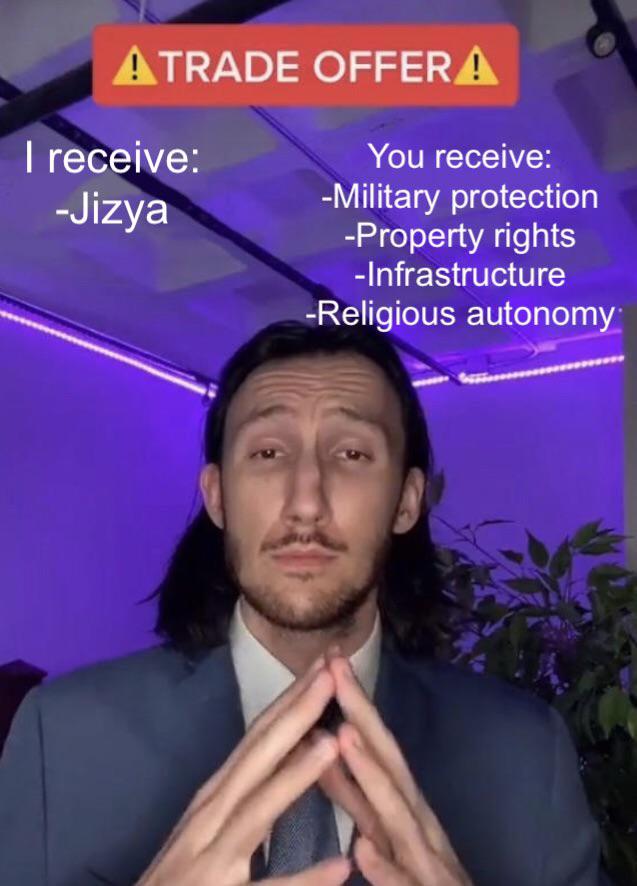 ⚠️TRADE OFFER⚠️
I receive:
-Jizya
You receive:
-Military protection
-Property rights
-Infrastructure
-Religious autonomy